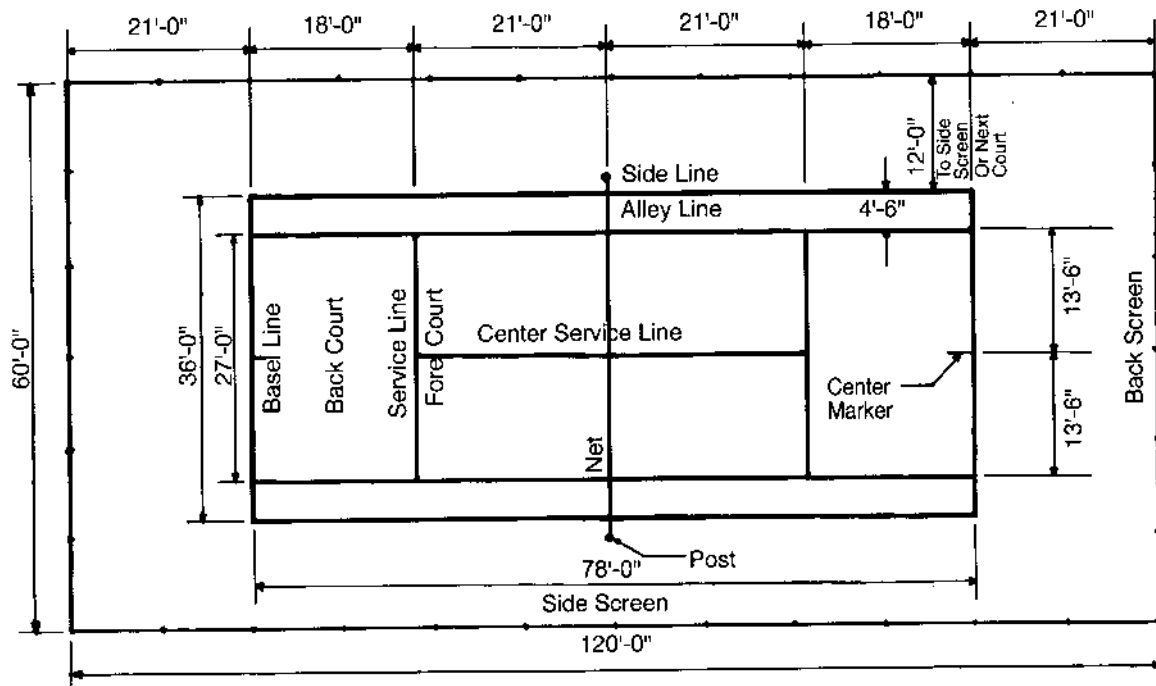 21'-0" 18'-0" 21'-0" 21'-0" 18'-0" 21'-0"
12'-0"
To Side
Screen
Or Next
Court
Side Line
Alley Line
4'-6"
60'-0"
36'-0"
27'-0"
Basel Line
Back Court
Service Line
Fore Court
Center Service Line
Net
Center
Marker
13'-6"
13'-6"
Back Screen
Post
78'-0"
Side Screen
120'-0"